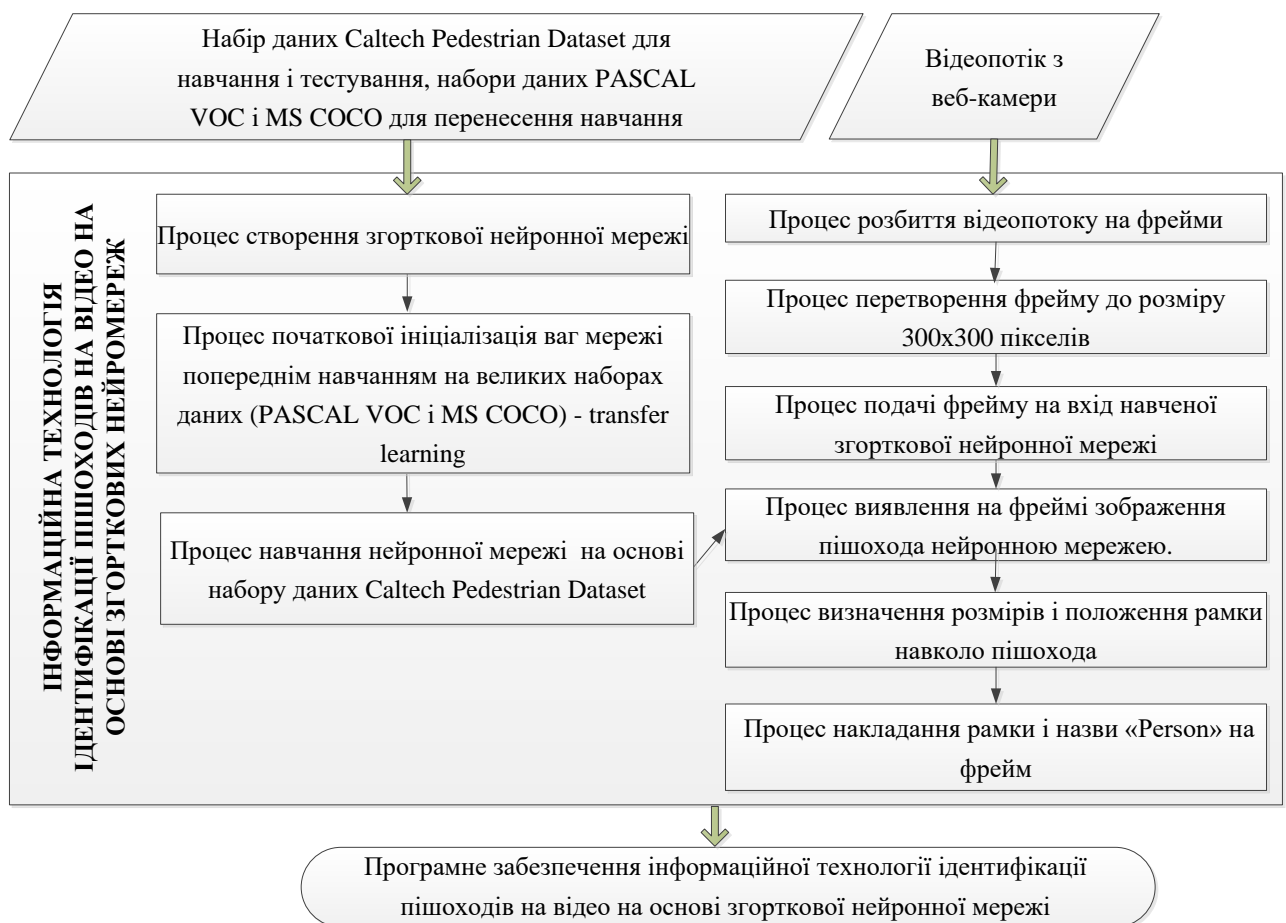 Набір даних Caltech Pedestrian Dataset для
навчання і тестування, набори даних PASCAL
VOC і MS COCO для перенесення навчання
Відеопотік з
веб-камери
ІНФОРМАЦІЙНА ТЕХНОЛОГІЯ
ІДЕНТИФІКАЦІЇ ПІШОХОДІВ НА ВІДЕО НА
ОСНОВІ ЗГОРТКОВИХ НЕЙРОМЕРЕЖ
Процес створення згорткової нейронної мережі
Процес початкової ініціалізація ваг мережі
попереднім навчанням на великих наборах
даних (PASCAL VOC і MS COCO) - transfer
learning
Процес навчання нейронної мережі на основі
набору даних Caltech Pedestrian Dataset
Процес розбиття відеопотоку на фрейми
Процес перетворення фрейму до розміру
300x300 пікселів
Процес подачі фрейму на вхід навченої
згорткової нейронної мережі
Процес виявлення на фреймі зображення
пішохода нейронною мережею.
Процес визначення розмірів і положення рамки
навколо пішохода
Процес накладання рамки і назви «Person» на
фрейм
Програмне забезпечення інформаційної технології ідентифікації
пішоходів на відео на основі згорткової нейронної мережі